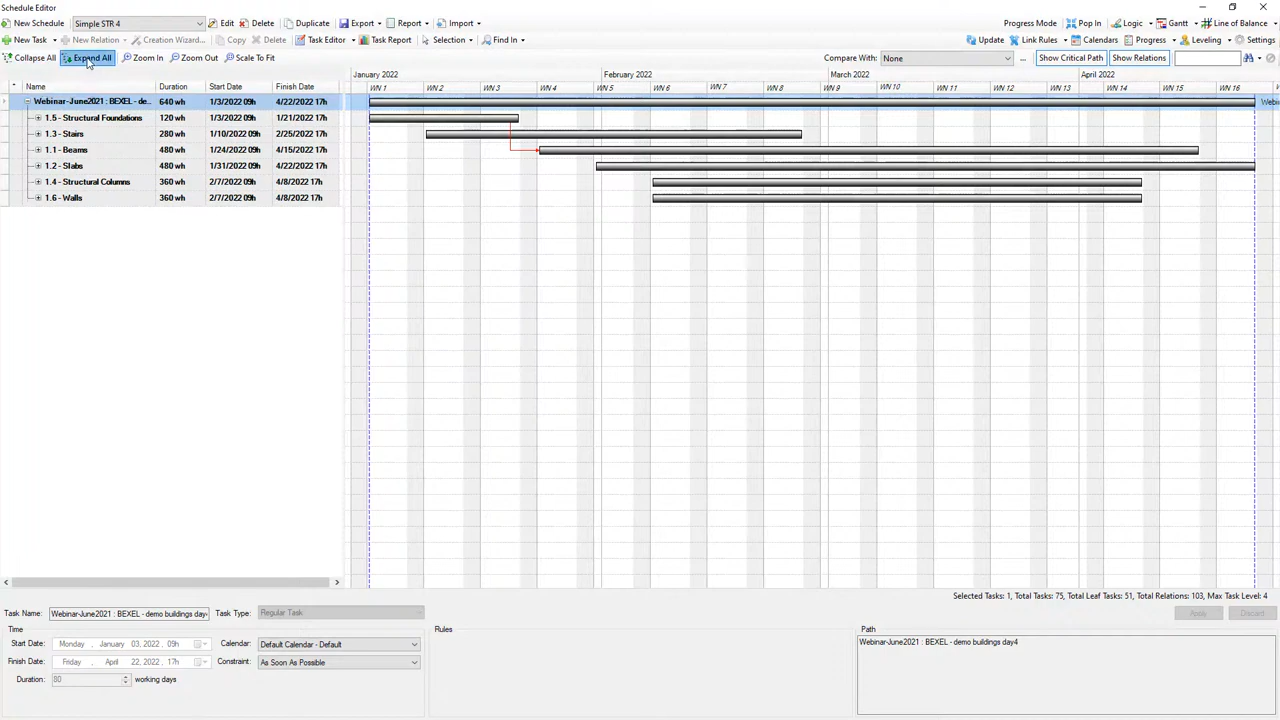 Schedule Editor
New Schedule Simple STR 4 Edit Delete Duplicate Export Report Import Progress Mode Pop In Logic Gantt Line of Balance
New Task New Relation Creation Wizard... Copy Delete Task Editor Task Report Selection Find In Update Link Rules Calendars Progress Leveling Settings
Collapse All Expand All Zoom In Zoom Out Scale To Fit Compare With: None ... Show Critical Path Show Relations
January 2022 February 2022 March 2022 April 2022
Name Duration Start Date Finish Date WN 1 WN 2 WN 3 WN 4 WN 5 WN 6 WN 7 WN 8 WN 9 WN 10 WN 11 WN 12 WN 13 WN 14 WN 15 WN 16
Webinar-June2021 : BEXEL - de... 640 wh 1/3/2022 09h 4/22/2022 17h Webin
1.5 - Structural Foundations 120 wh 1/3/2022 09h 1/21/2022 17h
1.3 - Stairs 280 wh 1/10/2022 09h 2/25/2022 17h
1.1 - Beams 480 wh 1/24/2022 09h 4/15/2022 17h
1.2 - Slabs 480 wh 1/31/2022 09h 4/22/2022 17h
1.4 - Structural Columns 360 wh 2/7/2022 09h 4/8/2022 17h
1.6 - Walls 360 wh 2/7/2022 09h 4/8/2022 17h
Selected Tasks: 1, Total Tasks: 75, Total Leaf Tasks: 51, Total Relations: 103, Max Task Level: 4
Task Name: Webinar-June2021 : BEXEL - demo buildings day Task Type: Regular Task Apply Discard
Time Rules Path
Start Date: Monday , January 03, 2022 , 09h Calendar: Default Calendar - Default Webinar-June2021 : BEXEL - demo buildings day4
Finish Date: Friday , April 22, 2022 , 17h Constraint: As Soon As Possible
Duration: 80 working days